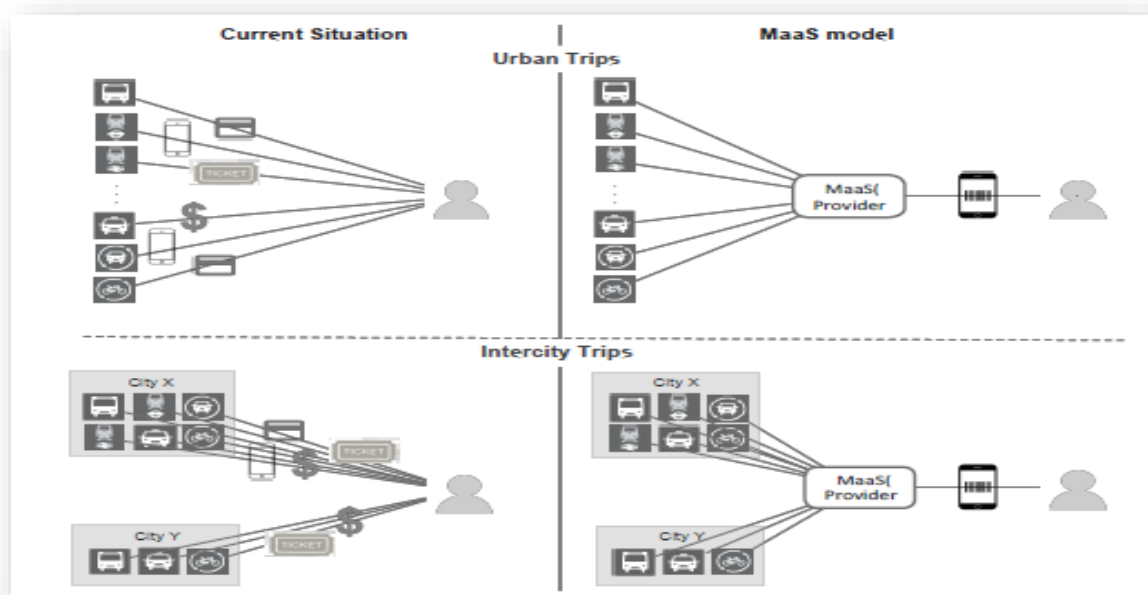 Current Situation
MaaS model
Urban Trips
TICKET
$
MaaS(
Provider
Intercity Trips
City X
City X
TICKET
$
MaaS(
Provider
$
City Y
TICKET
City Y